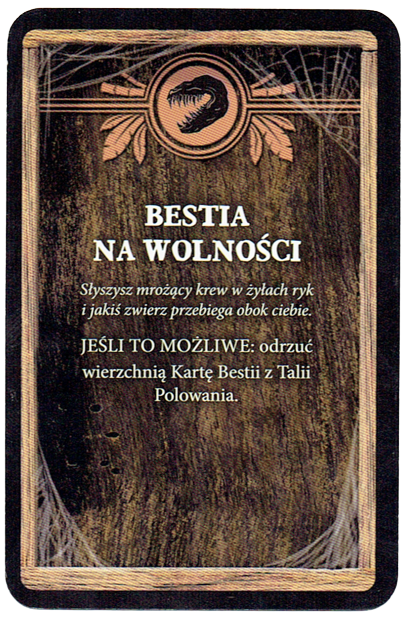 BESTIA
NA WOLNOŚCI
Słyszysz mrożący krew w żyłach ryk
i jakiś zwierz przebiega obok ciebie.
JEŚLI TO MOŻLIWE: odrzuć
wierzchnią Kartę Bestii z Talii
Polowania.